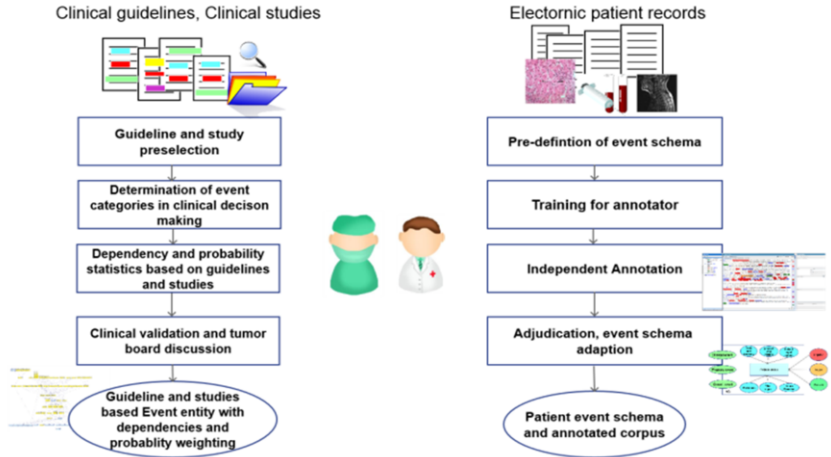 Clinical guidelines, Clinical studies
Guideline and study
preselection
Determination of event
categories in clinical decison
making
Dependency and probability
statistics based on guidelines
and studies
Clinical validation and tumor
board discussion
Guideline and studies
based Event entity with
dependencies and
probablity weighting
Electornic patient records
Pre-defintion of event schema
Training for annotator
Independent Annotation
Adjudication, event schema
adaption
Patient event schema
and annotated corpus